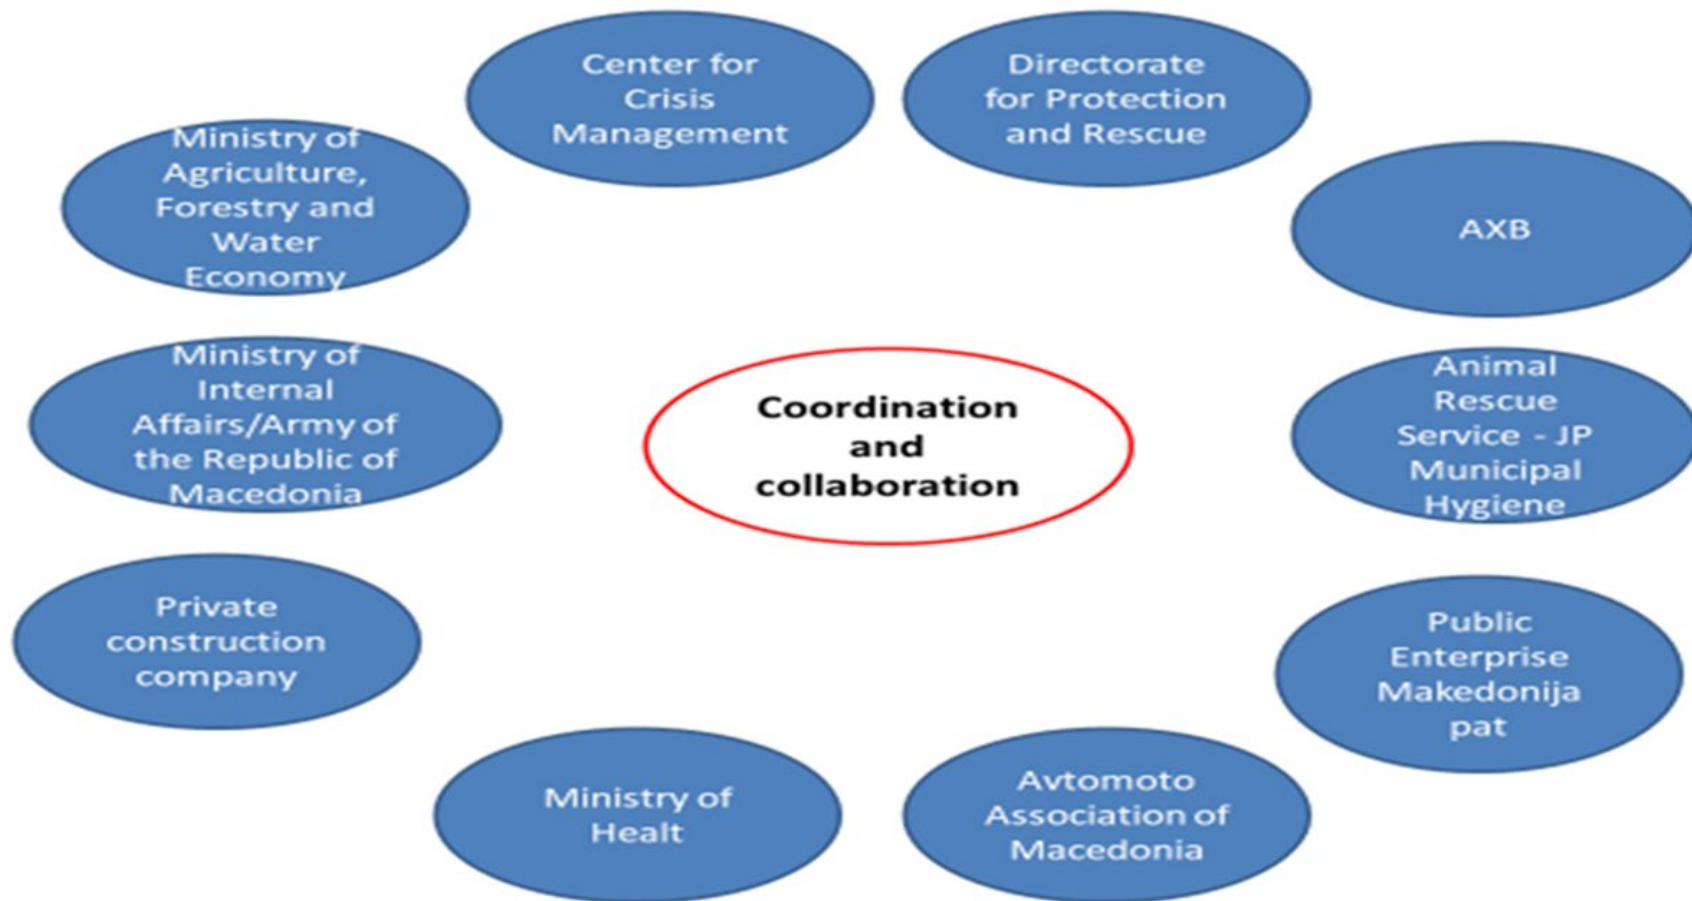 Center for
Crisis
Management
Directorate
for Protection
and Rescue
Ministry of
Agriculture,
Forestry and
Water
Economy
AXB
Ministry of
Internal
Affairs/Army of
the Republic of
Macedonia
Coordination
and
collaboration
Animal
Rescue
Service - JP
Municipal
Hygiene
Private
construction
company
Public
Enterprise
Makedonija
pat
Ministry of
Healt
Avtomoto
Association of
Macedonia